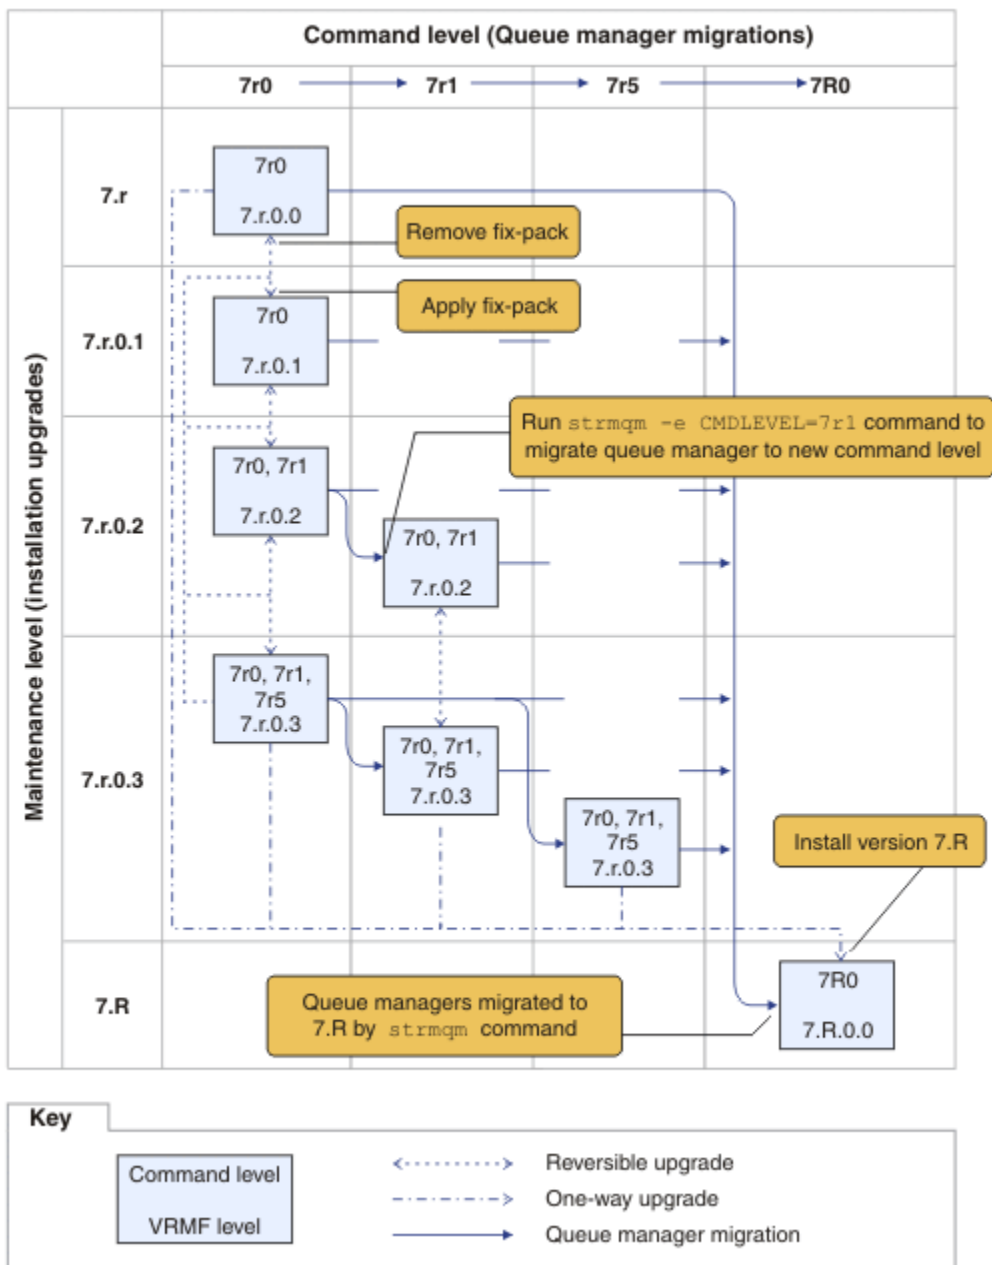 Command level (Queue manager migrations)
7r0
7r1
7r5
7R0
Maintenance level (installation upgrades)
7.r
7r0
7.r.0.0
Remove fix-pack
7.r.0.1
7r0
7.r.0.1
Apply fix-pack
Run strmqm -e CMDLEVEL=7r1 command to
migrate queue manager to new command level
7.r.0.2
7r0, 7r1
7.r.0.2
7r0, 7r1
7.r.0.2
7.r.0.3
7r0, 7r1,
7r5
7.r.0.3
7r0, 7r1,
7r5
7.r.0.3
7r0, 7r1,
7r5
7.r.0.3
Install version 7.R
7.R
Queue managers migrated to
7.R by strmqm command
7R0
7.R.0.0
Key
Command level
VRMF level
Reversible upgrade
One-way upgrade
Queue manager migration